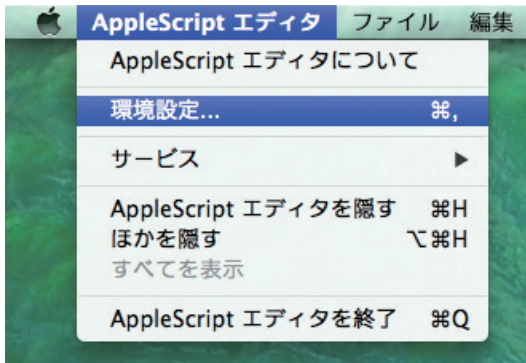 AppleScript エディタ ファイル 編集
AppleScript エディタについて
環境設定... ⌘,
サービス ▶
AppleScript エディタを隠す ⌘H
ほかを隠す ⌥⌘H
すべてを表示
AppleScript エディタを終了 ⌘Q